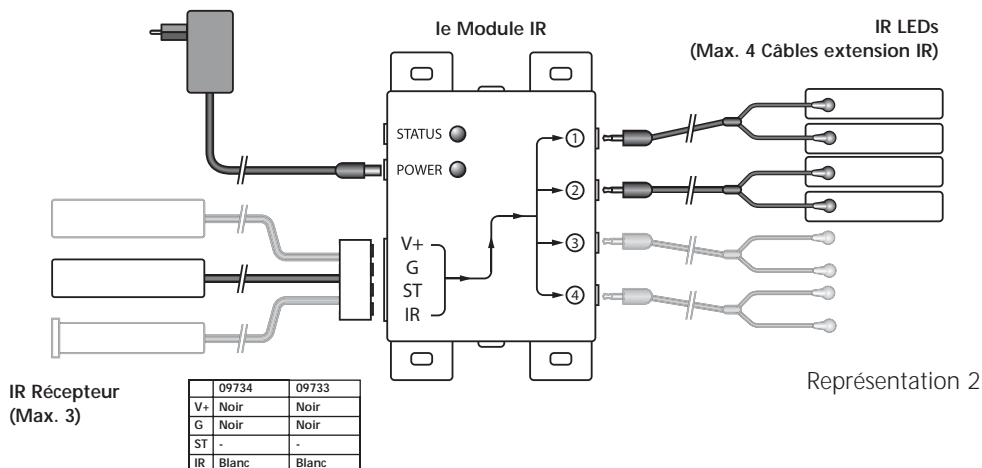 le Module IR
IR LEDs
(Max. 4 Câbles extension IR)
STATUS
POWER
1
2
3
4
V+
G
ST
IR
IR Récepteur
(Max. 3)
09734 09733
V+ Noir Noir
G Noir Noir
ST - -
IR Blanc Blanc
Représentation 2